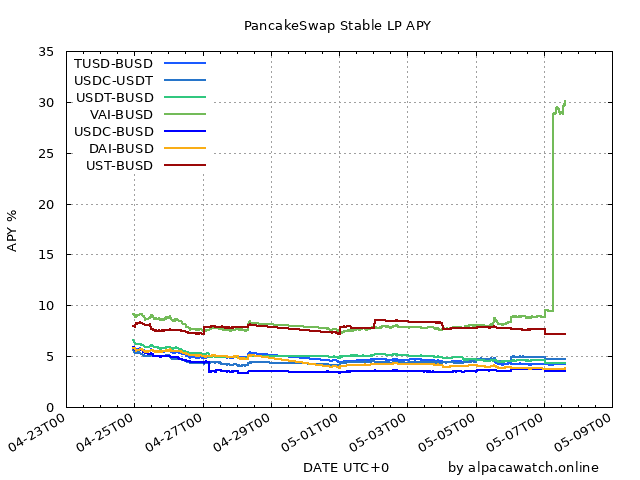 PancakeSwap Stable LP APY
35
30
25
20
15
10
5
0
APY %
TUSD-BUSD
USDC-USDT
USDT-BUSD
VAI-BUSD
USDC-BUSD
DAI-BUSD
UST-BUSD
04-23T00
04-25T00
04-27T00
04-29T00
05-01T00
05-03T00
05-05T00
05-07T00
05-09T00
DATE UTC+0
by alpacawatch.online